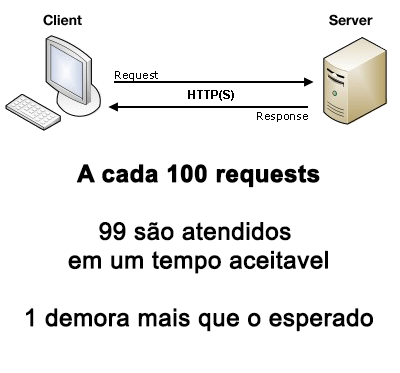 Client
Server
Request
HTTP(S)
Response
A cada 100 requests
99 são atendidos
em um tempo aceitavel
1 demora mais que o esperado